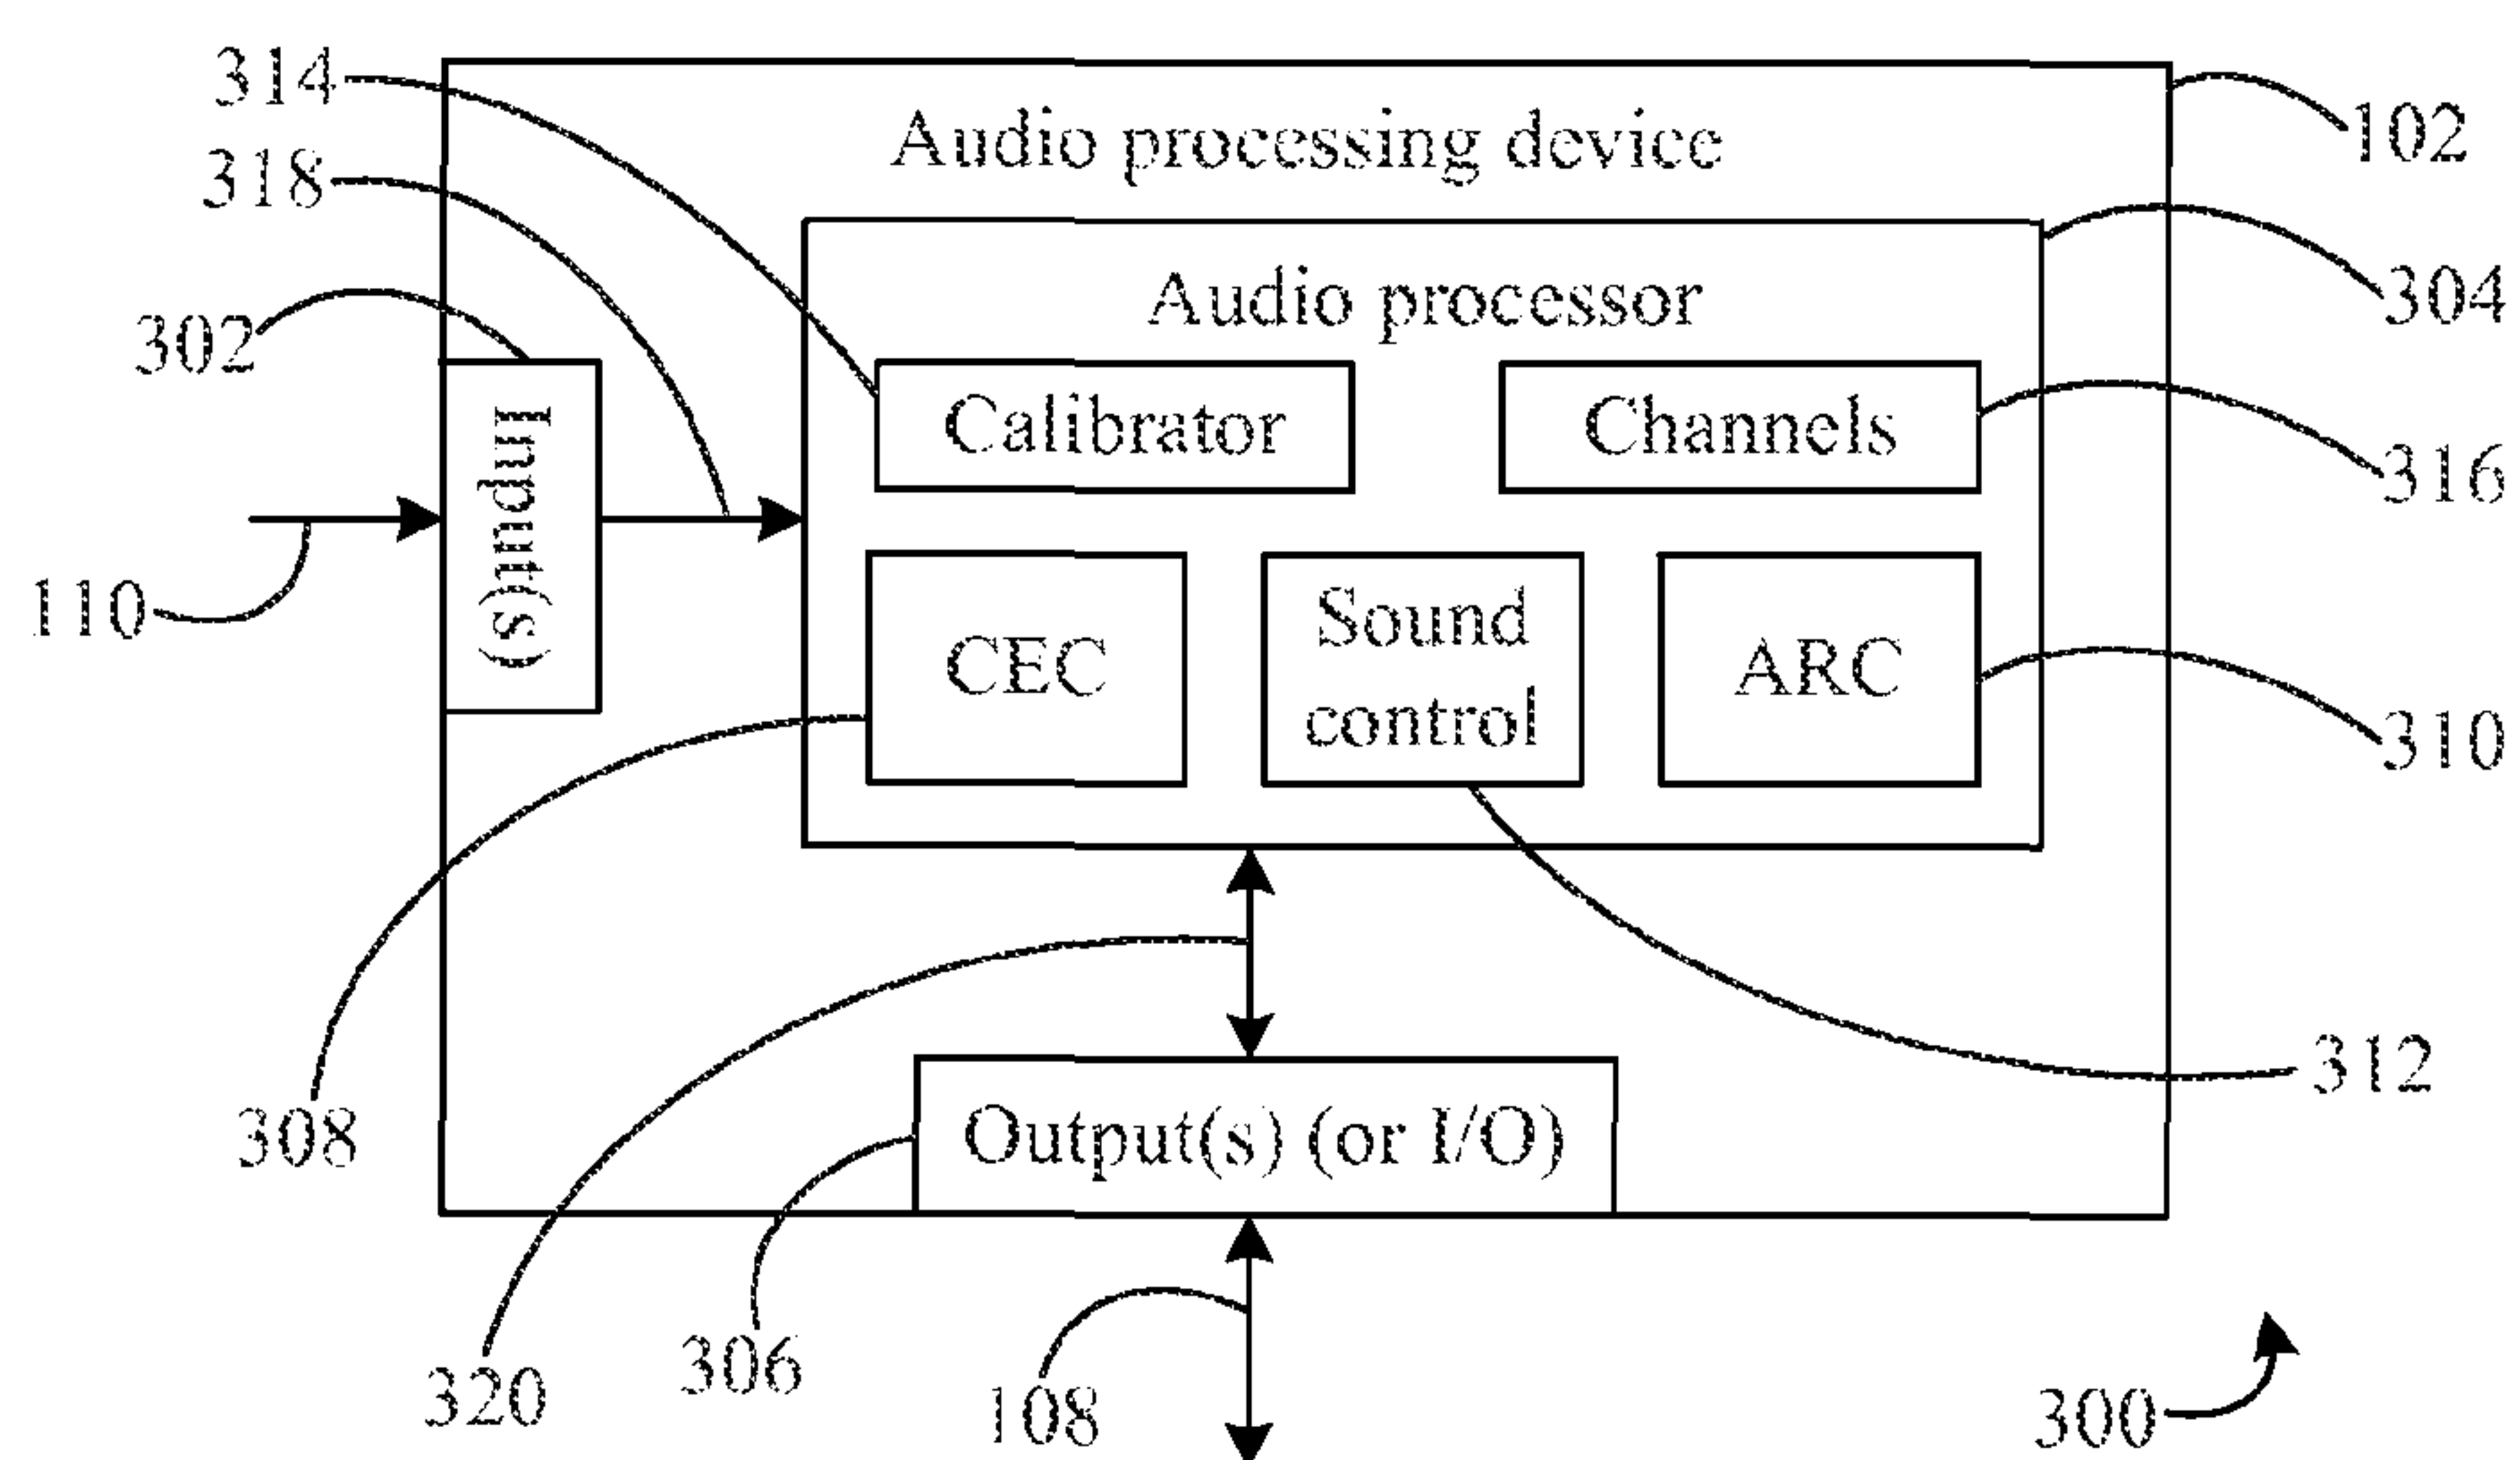 314
102
Audio processing device
318
304
Audio processor
302
Calibrator
Channels
316
Input(s)
110
CEC
Sound
control
ARC
310
312
308
Output(s) (or I/O)
320
306
108
300